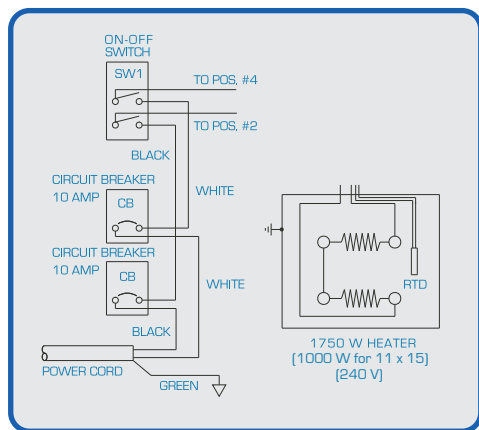 ON-OFF
SWITCH
SW1
TO POS, #4
TO POS, #2
BLACK
CIRCUIT BREAKER
10 AMP
CB
WHITE
CIRCUIT BREAKER
10 AMP
CB
WHITE
BLACK
POWER CORD
GREEN
RTD
1750 W HEATER
(1000 W for 11 x 15)
(240 V)